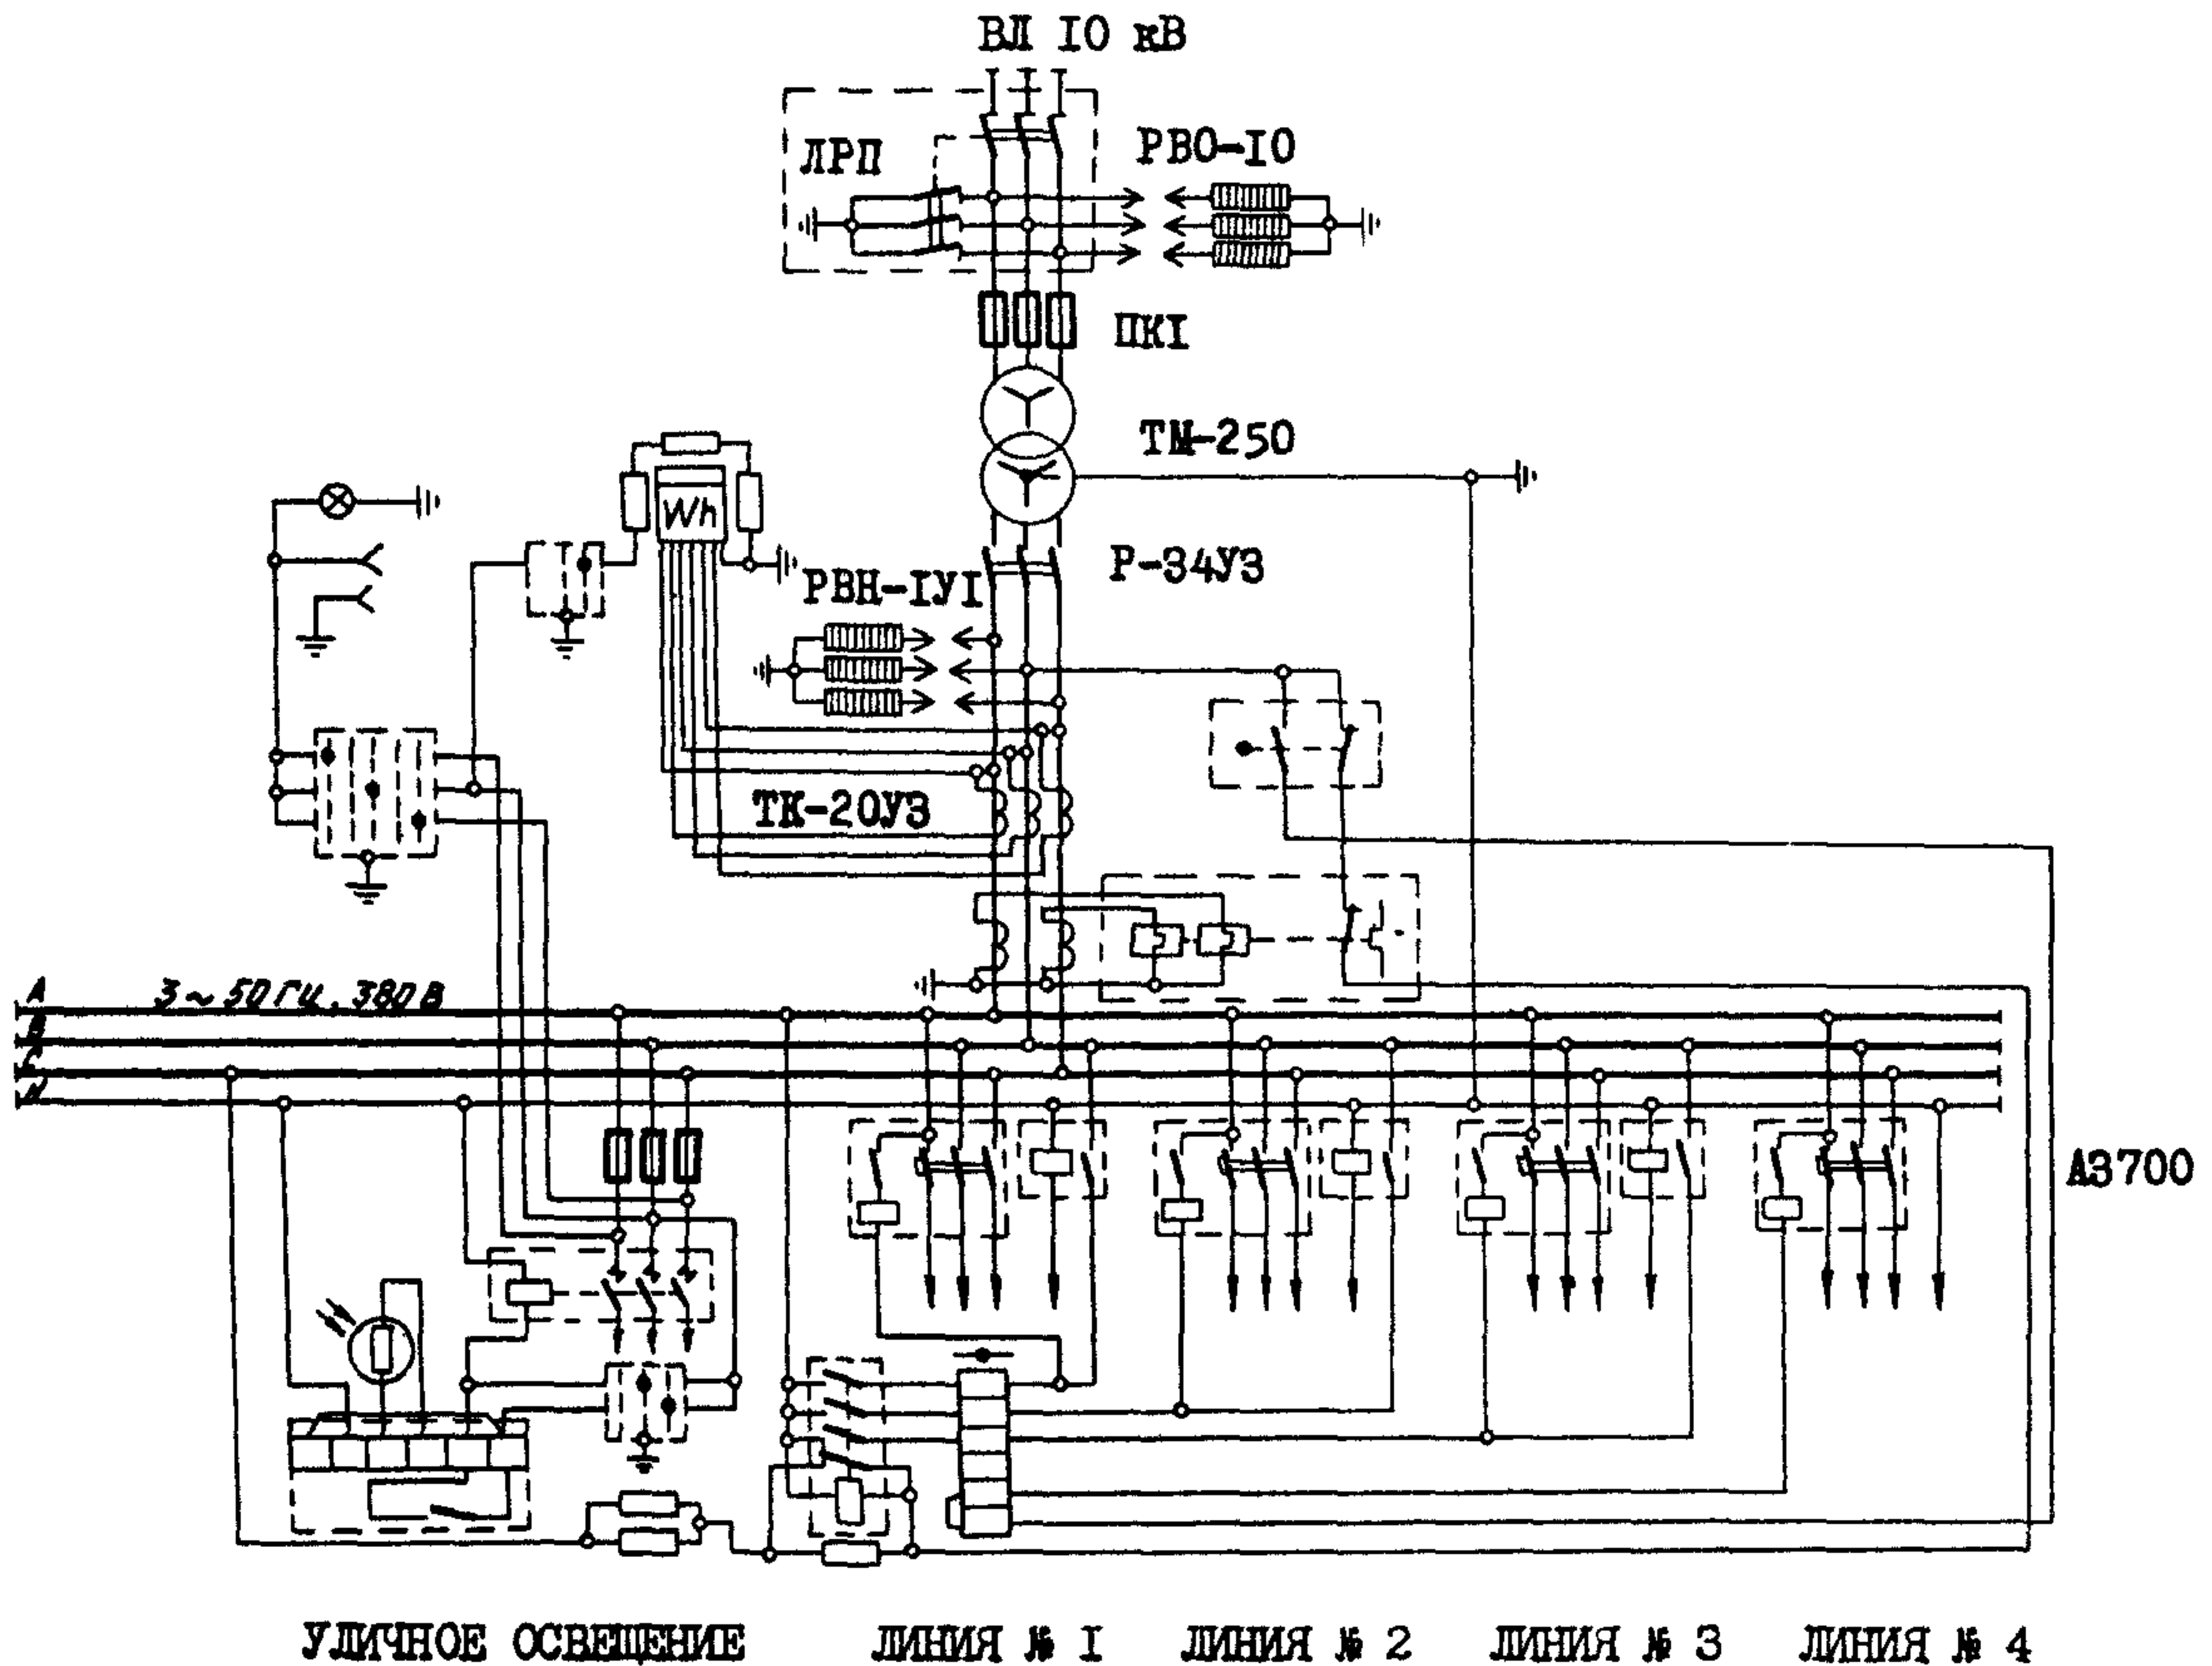 ВЛ 10 кВ
ЛРП
РВО-10
ПК1
ТМ-250
Wh
Р-34У3
РВН-1У1
ТК-20У3
A
3 ~ 50 ГЦ, 380 В
B
C
N
А3700
УЛИЧНОЕ ОСВЕЩЕНИЕ
ЛИНИЯ № 1
ЛИНИЯ № 2
ЛИНИЯ № 3
ЛИНИЯ № 4